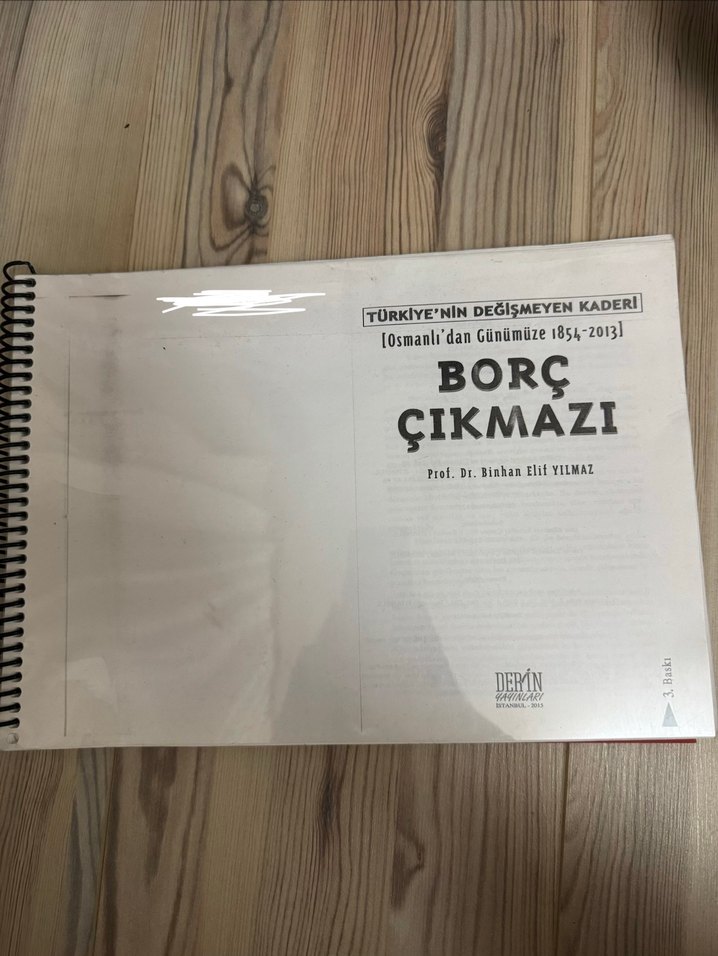 TÜRKİYE'NİN DEĞİŞMEYEN KADERİ
[Osmanlı'dan Günümüze 1854-2013]
BORÇ
ÇIKMAZI
Prof. Dr. Binhan Elif YILMAZ
DERİN
YAYINLARI
İSTANBUL - 2015
3. Baskı